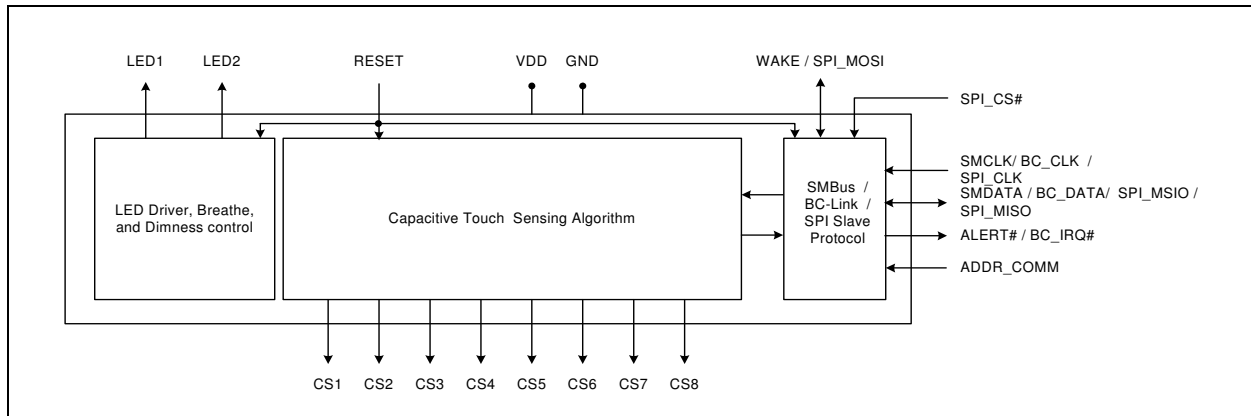 LED1
LED2
RESET
VDD
GND
WAKE / SPI_MOSI
SPI_CS#
LED Driver, Breathe,
and Dimness control
Capacitive Touch Sensing Algorithm
SMBus /
BC-Link /
SPI Slave
Protocol
SMCLK/ BC_CLK /
SPI_CLK
SMDATA / BC_DATA/ SPI_MSIO /
SPI_MISO
ALERT# / BC_IRQ#
ADDR_COMM
CS1
CS2
CS3
CS4
CS5
CS6
CS7
CS8